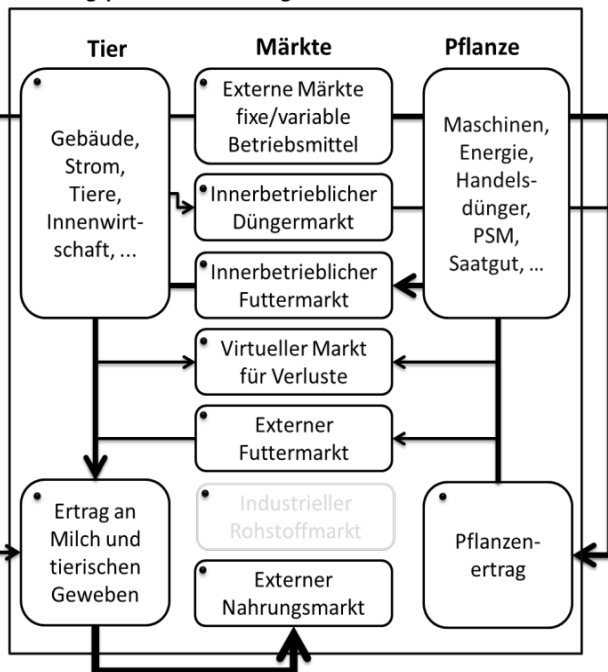 Tier
Märkte
Pflanze
Gebäude,
Strom,
Tiere,
Innenwirt-
schaft, ...
Externe Märkte
fixe/variable
Betriebsmittel
Maschinen,
Energie,
Handels-
dünger,
PSM,
Saatgut, ...
Innerbetrieblicher
Düngermarkt
Innerbetrieblicher
Futtermarkt
Virtueller Markt
für Verluste
Externer
Futtermarkt
Ertrag an
Milch und
tierischen
Geweben
Industrieller
Rohstoffmarkt
Pflanzen-
ertrag
Externer
Nahrungsmarkt